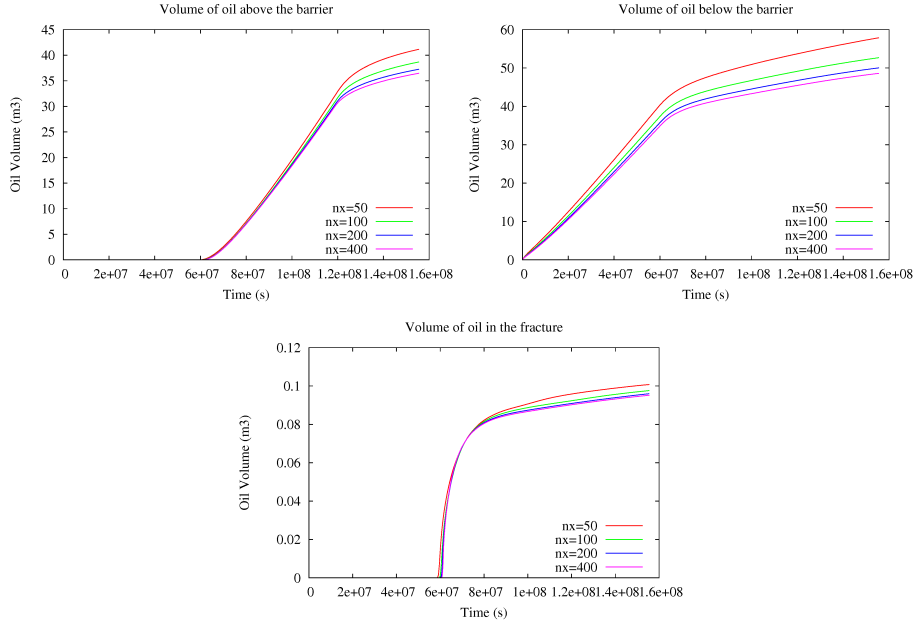 Volume of oil above the barrier
Oil Volume (m3)
45
40
35
30
25
20
15
10
5
0
nx=50
nx=100
nx=200
nx=400
0 2e+07 4e+07 6e+07 8e+07 1e+08 1.2e+08 1.4e+08 1.6e+08
Time (s)
Volume of oil below the barrier
Oil Volume (m3)
60
50
40
30
20
10
0
nx=50
nx=100
nx=200
nx=400
0 2e+07 4e+07 6e+07 8e+07 1e+08 1.2e+08 1.4e+08 1.6e+08
Time (s)
Volume of oil in the fracture
Oil Volume (m3)
0.12
0.1
0.08
0.06
0.04
0.02
0
nx=50
nx=100
nx=200
nx=400
0 2e+07 4e+07 6e+07 8e+07 1e+08 1.2e+08 1.4e+08 1.6e+08
Time (s)